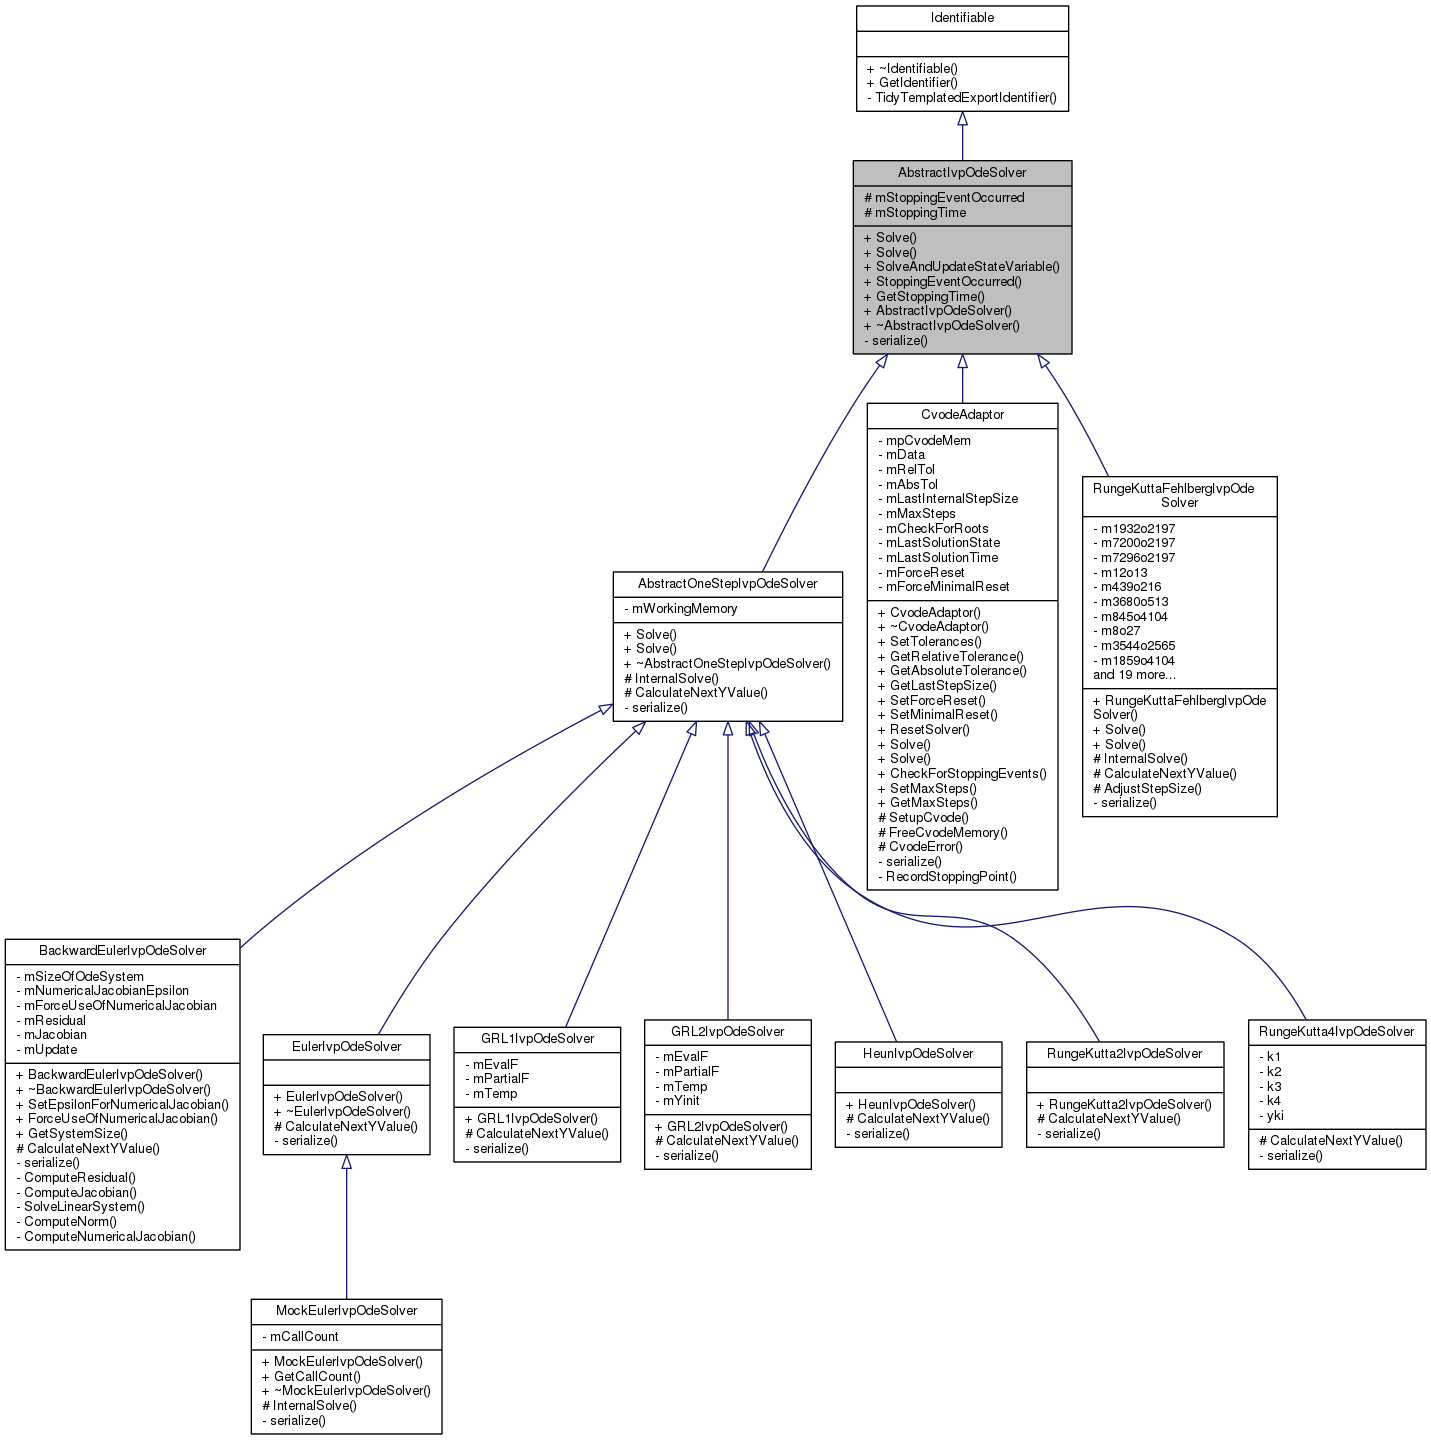 Identifiable
+ ~Identifiable()
+ GetIdentifier()
- TidyTemplatedExportIdentifier()
AbstractIvpOdeSolver
# mStoppingEventOccurred
# mStoppingTime
+ Solve()
+ Solve()
+ SolveAndUpdateStateVariable()
+ StoppingEventOccurred()
+ GetStoppingTime()
+ AbstractIvpOdeSolver()
+ ~AbstractIvpOdeSolver()
- serialize()
CvodeAdaptor
- mpCvodeMem
- mData
- mRelTol
- mAbsTol
- mLastInternalStepSize
- mMaxSteps
- mCheckForRoots
- mLastSolutionState
- mLastSolutionTime
- mForceReset
- mForceMinimalReset
+ CvodeAdaptor()
+ ~CvodeAdaptor()
+ SetTolerances()
+ GetRelativeTolerance()
+ GetAbsoluteTolerance()
+ GetLastStepSize()
+ SetForceReset()
+ SetMinimalReset()
+ ResetSolver()
+ Solve()
+ Solve()
+ CheckForStoppingEvents()
+ SetMaxSteps()
+ GetMaxSteps()
# SetupCvode()
# FreeCvodeMemory()
# CvodeError()
- serialize()
- RecordStoppingPoint()
RungeKuttaFehlbergIvpOde
Solver
- m1932o2197
- m7200o2197
- m7296o2197
- m12o13
- m439o216
- m3680o513
- m845o4104
- m8o27
- m3544o2565
- m1859o4104
and 19 more...
+ RungeKuttaFehlbergIvpOde
Solver()
+ Solve()
+ Solve()
# InternalSolve()
# CalculateNextYValue()
# AdjustStepSize()
- serialize()
AbstractOneStepIvpOdeSolver
- mWorkingMemory
+ Solve()
+ Solve()
+ ~AbstractOneStepIvpOdeSolver()
# InternalSolve()
# CalculateNextYValue()
- serialize()
BackwardEulerIvpOdeSolver
- mSizeOfOdeSystem
- mNumericalJacobianEpsilon
- mForceUseOfNumericalJacobian
- mResidual
- mJacobian
- mUpdate
+ BackwardEulerIvpOdeSolver()
+ ~BackwardEulerIvpOdeSolver()
+ SetEpsilonForNumericalJacobian()
+ ForceUseOfNumericalJacobian()
+ GetSystemSize()
# CalculateNextYValue()
- serialize()
- ComputeResidual()
- ComputeJacobian()
- SolveLinearSystem()
- ComputeNorm()
- ComputeNumericalJacobian()
EulerIvpOdeSolver
+ EulerIvpOdeSolver()
+ ~EulerIvpOdeSolver()
# CalculateNextYValue()
- serialize()
GRL1IvpOdeSolver
- mEvalF
- mPartialF
- mTemp
+ GRL1IvpOdeSolver()
# CalculateNextYValue()
- serialize()
GRL2IvpOdeSolver
- mEvalF
- mPartialF
- mTemp
- mYinit
+ GRL2IvpOdeSolver()
# CalculateNextYValue()
- serialize()
HeunIvpOdeSolver
+ HeunIvpOdeSolver()
# CalculateNextYValue()
- serialize()
RungeKutta2IvpOdeSolver
+ RungeKutta2IvpOdeSolver()
# CalculateNextYValue()
- serialize()
RungeKutta4IvpOdeSolver
- k1
- k2
- k3
- k4
- yki
# CalculateNextYValue()
- serialize()
MockEulerIvpOdeSolver
- mCallCount
+ MockEulerIvpOdeSolver()
+ GetCallCount()
+ ~MockEulerIvpOdeSolver()
# InternalSolve()
- serialize()